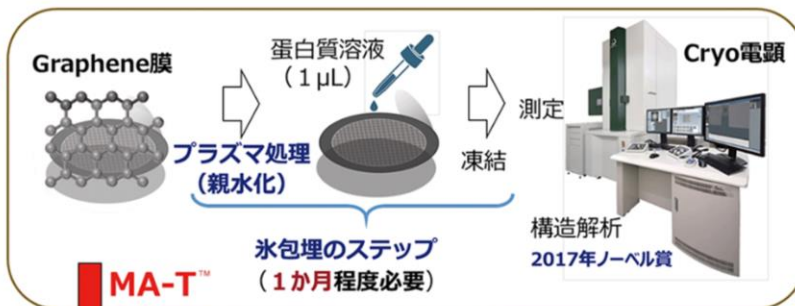 Graphene膜
プラズマ処理
（親水化）
蛋白質溶液
（1 μL）
凍結
測定
Cryo電顕
構造解析
2017年ノーベル賞
氷包埋のステップ
（１か月程度必要）
MA-T™